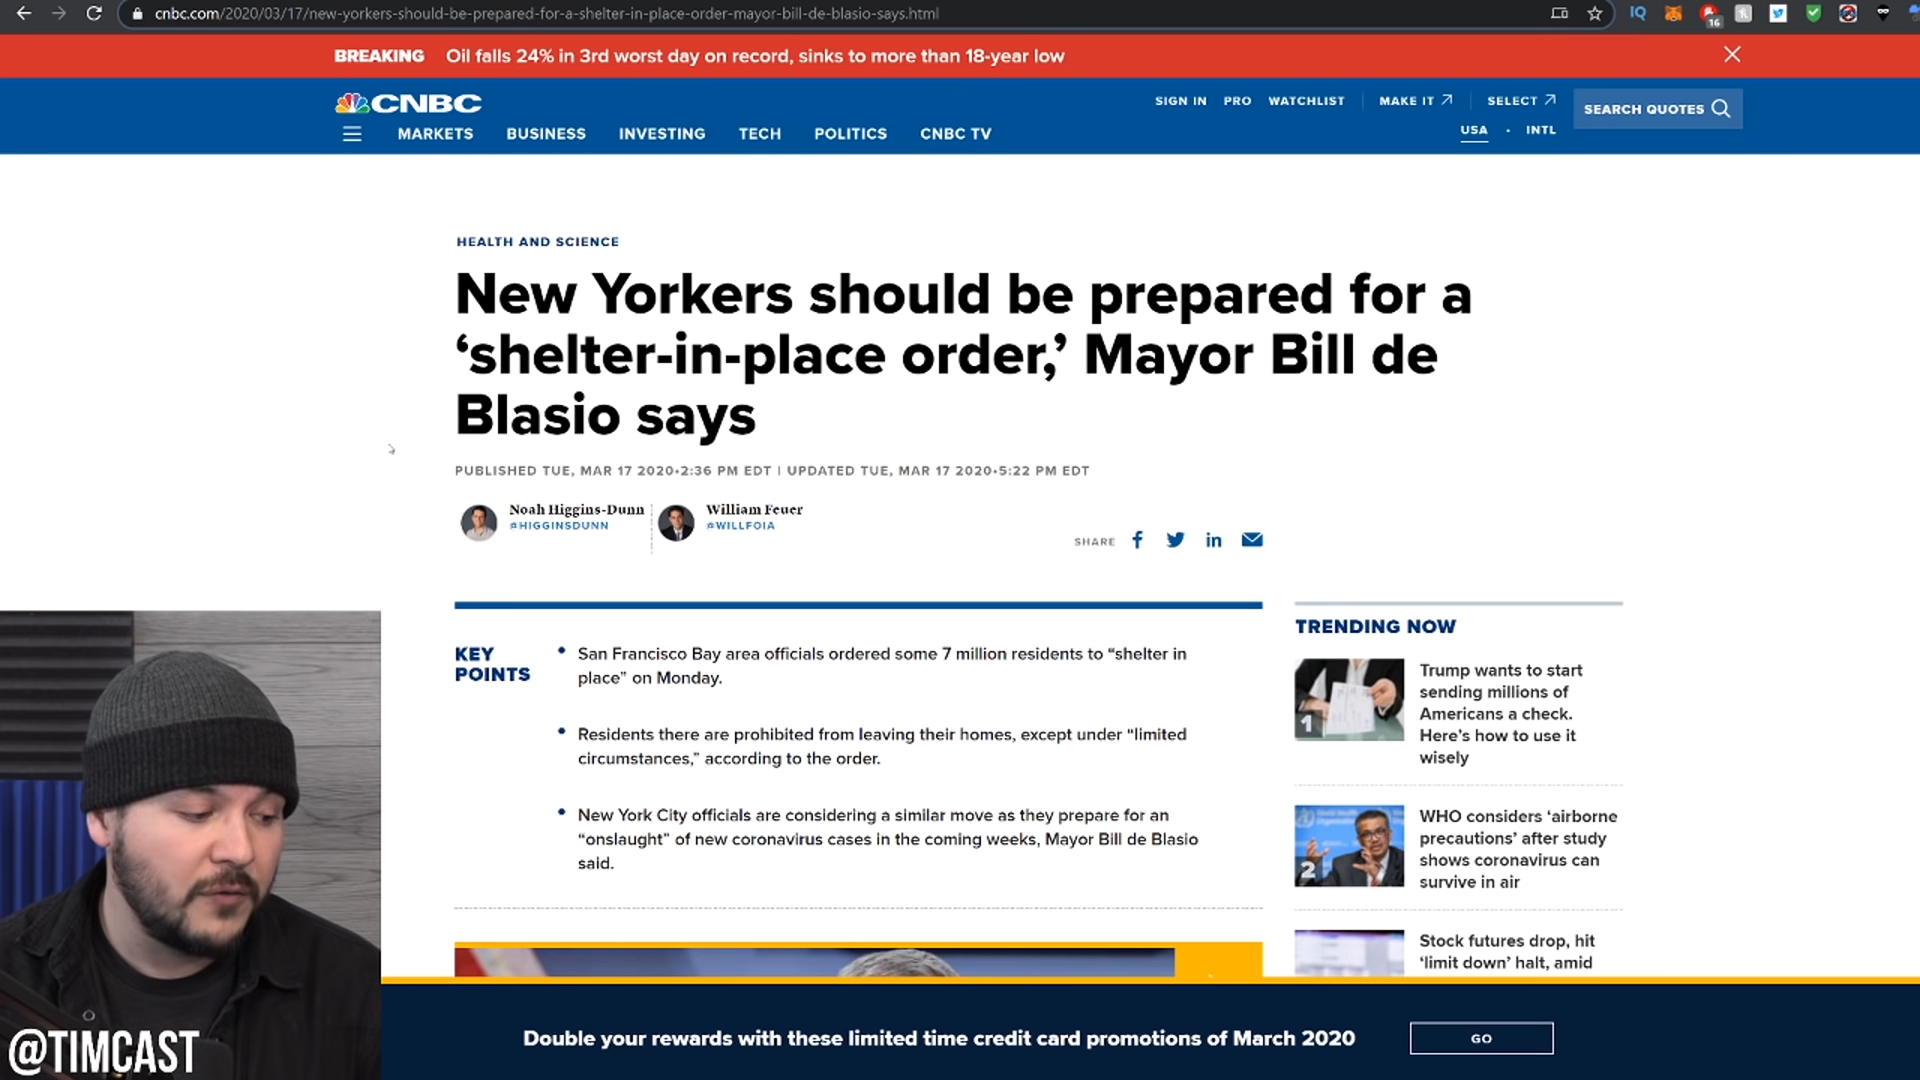 cnbc.com/2020/03/17/new-yorkers-should-be-prepared-for-a-shelter-in-place-order-mayor-bill-de-blasio-says.html
IQ
16
BREAKING Oil falls 24% in 3rd worst day on record, sinks to more than 18-year low
CNBC
SIGN IN PRO WATCHLIST MAKE IT SELECT
SEARCH QUOTES
USA · INTL
MARKETS BUSINESS INVESTING TECH POLITICS CNBC TV
HEALTH AND SCIENCE
New Yorkers should be prepared for a
‘shelter-in-place order,’ Mayor Bill de
Blasio says
PUBLISHED TUE, MAR 17 2020•2:36 PM EDT | UPDATED TUE, MAR 17 2020•5:22 PM EDT
Noah Higgins-Dunn
@HIGGINSDUNN
William Feuer
@WILLFOIA
SHARE
KEY
POINTS
• San Francisco Bay area officials ordered some 7 million residents to “shelter in
place” on Monday.
• Residents there are prohibited from leaving their homes, except under “limited
circumstances,” according to the order.
• New York City officials are considering a similar move as they prepare for an
“onslaught” of new coronavirus cases in the coming weeks, Mayor Bill de Blasio
said.
TRENDING NOW
1
Trump wants to start
sending millions of
Americans a check.
Here’s how to use it
wisely
2
WHO considers ‘airborne
precautions’ after study
shows coronavirus can
survive in air
Stock futures drop, hit
‘limit down’ halt, amid
Double your rewards with these limited time credit card promotions of March 2020
GO
@TIMCAST